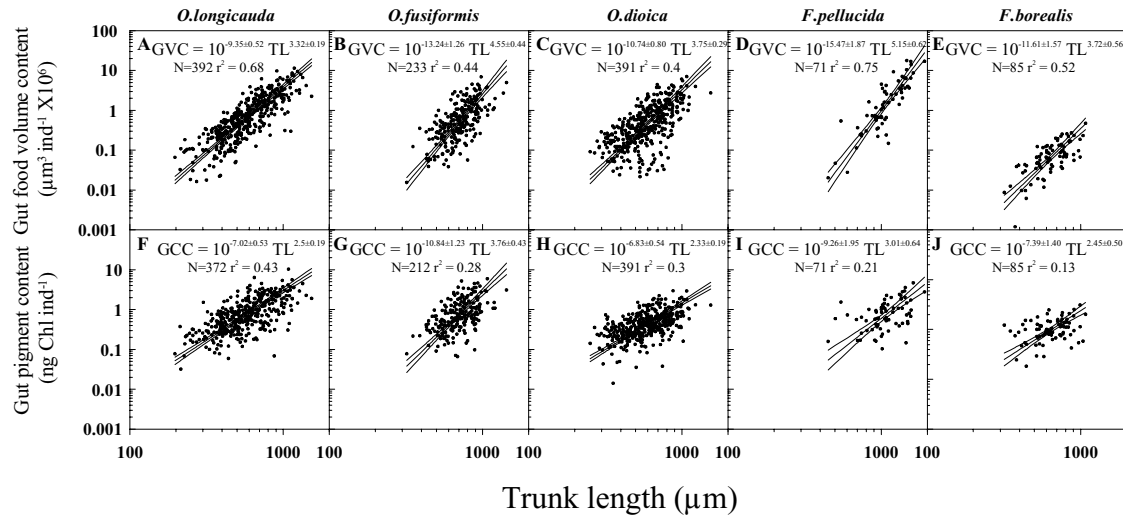 O.longicauda O.fusiformis O.dioica F.pellucida F.borealis
Gut food volume content
(µm³ ind⁻¹ X10⁶)
100
10
1
0.1
0.01
0.001
A GVC = 10^-9.35±0.52 TL^3.32±0.19
N=392 r² = 0.68
B GVC = 10^-13.24±1.26 TL^4.55±0.44
N=233 r² = 0.44
C GVC = 10^-10.74±0.80 TL^3.75±0.29
N=391 r² = 0.4
D GVC = 10^-15.47±1.87 TL^5.15±0.62
N=71 r² = 0.75
E GVC = 10^-11.61±1.57 TL^3.72±0.56
N=85 r² = 0.52
Gut pigment content
(ng Chl ind⁻¹)
10
1
0.1
0.01
0.001
F GCC = 10^-7.02±0.53 TL^2.5±0.19
N=372 r² = 0.43
G GCC = 10^-10.84±1.23 TL^3.76±0.43
N=212 r² = 0.28
H GCC = 10^-6.83±0.54 TL^2.33±0.19
N=391 r² = 0.3
I GCC = 10^-9.26±1.95 TL^3.01±0.64
N=71 r² = 0.21
J GCC = 10^-7.39±1.40 TL^2.45±0.50
N=85 r² = 0.13
100 1000 100 1000 100 1000 100 1000 100 1000
Trunk length (µm)